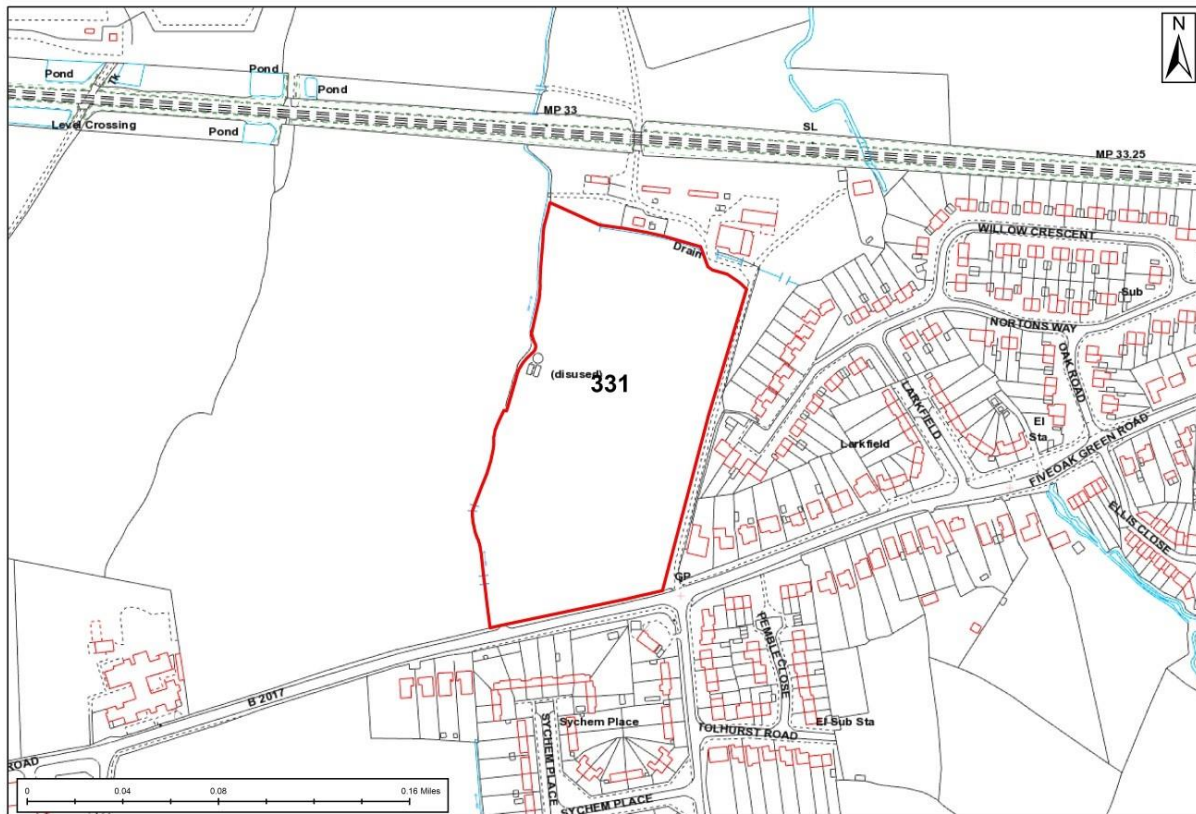 N
Pond
Tk
Pond
Pond
Level Crossing
Pond
MP 33
SL
MP 33.25
Drain
WILLOW CRESCENT
Sub
NORTONS WAY
OAK ROAD
(disused)
331
LARKFIELD
Larkfield
El
Sta
FIVEOAK GREEN ROAD
ELLIS CLOSE
GP
PEMBLE CLOSE
B 2017
Sychem Place
SYCHEM PLACE
El Sub Sta
TOLHURST ROAD
ROAD
SYCHEM PLACE
0 0.04 0.08 0.16 Miles